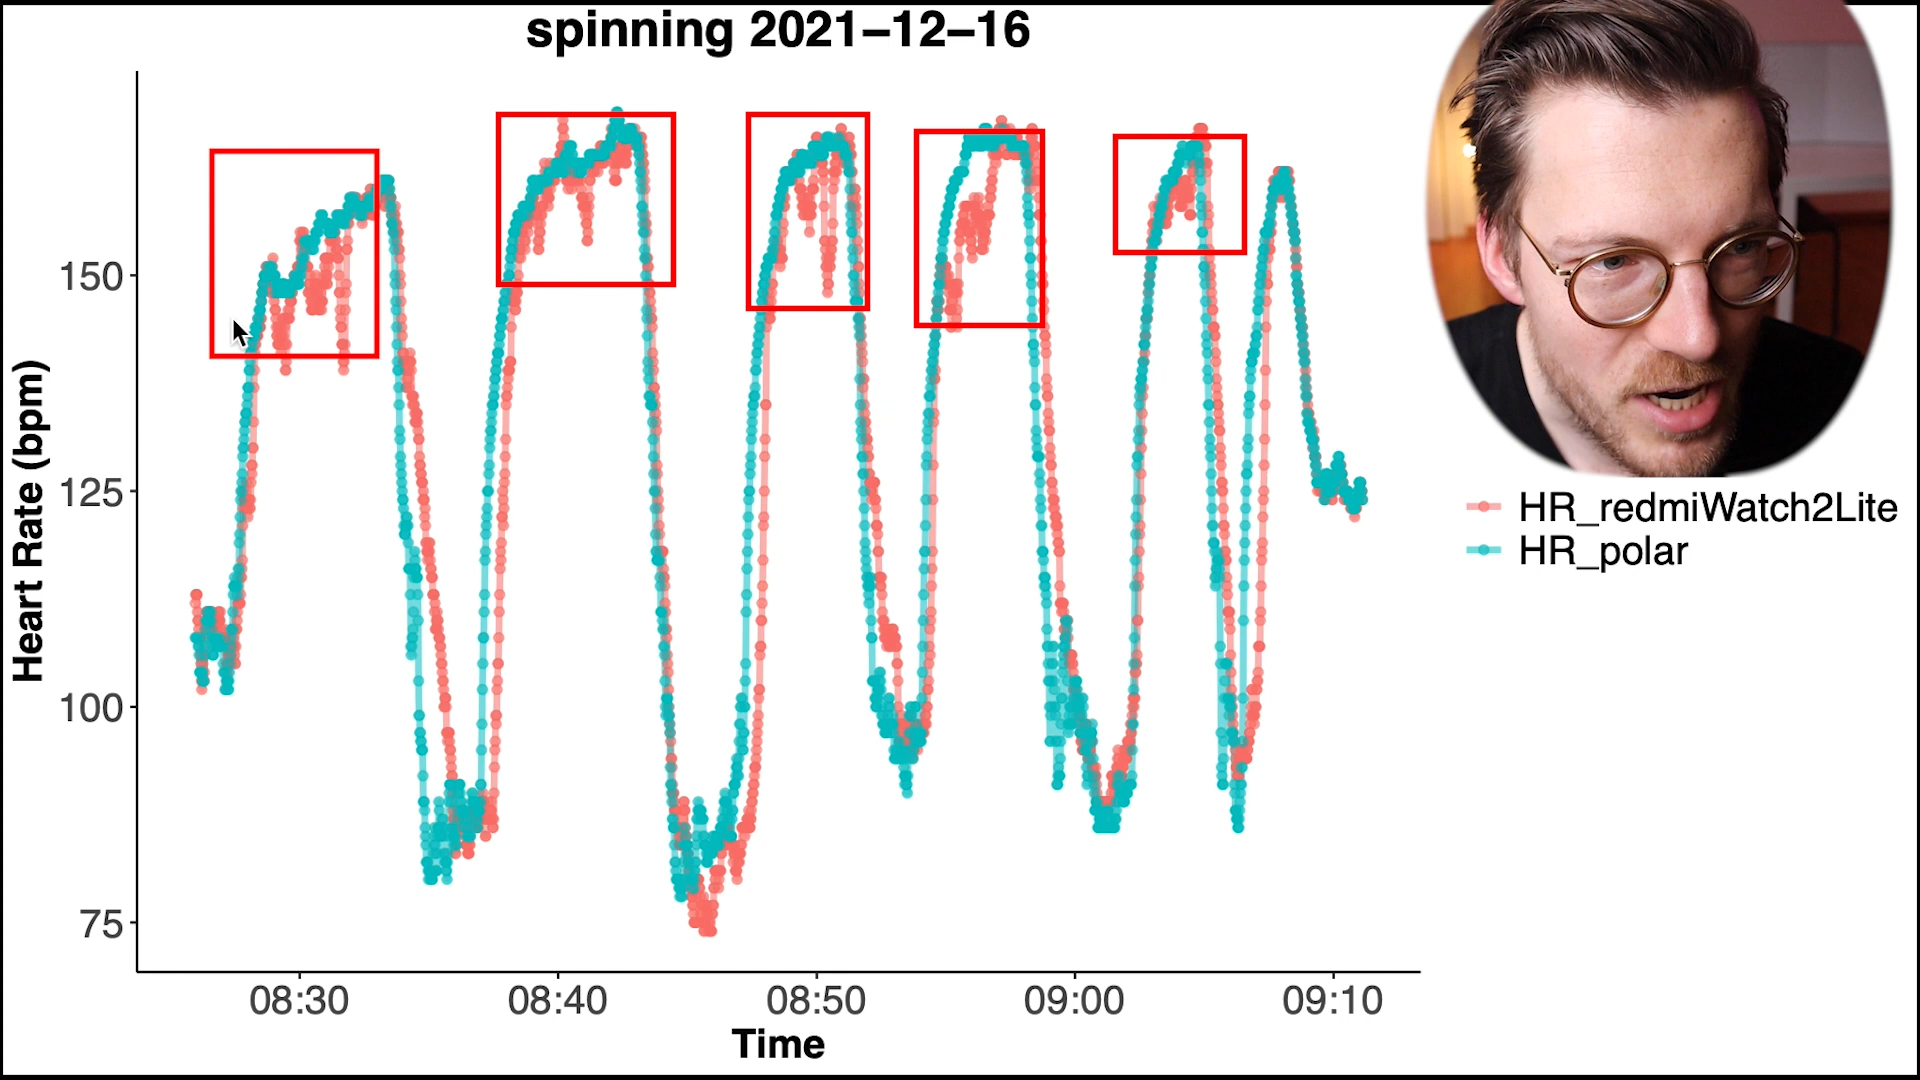 spinning 2021–12–16
Heart Rate (bpm)
150
125
100
75
08:30
08:40
08:50
09:00
09:10
Time
HR_redmiWatch2Lite
HR_polar